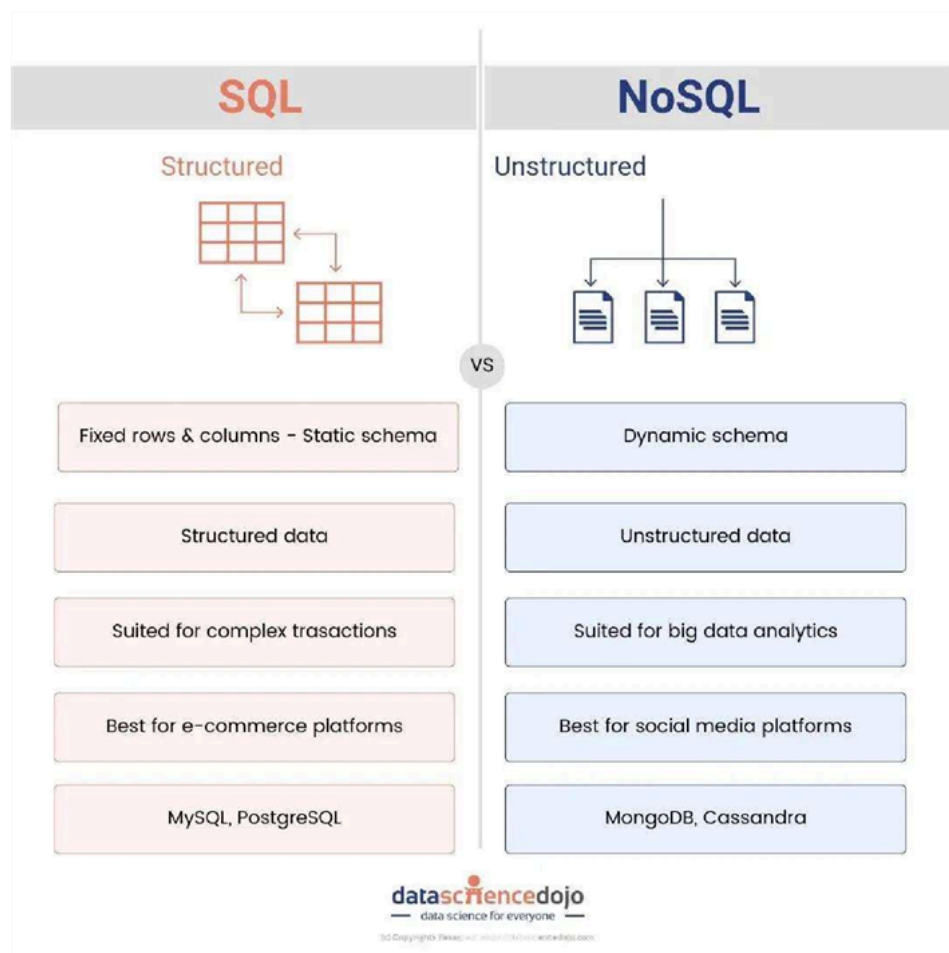 SQL
NoSQL
Structured
Unstructured
VS
Fixed rows & columns - Static schema
Dynamic schema
Structured data
Unstructured data
Suited for complex trasactions
Suited for big data analytics
Best for e-commerce platforms
Best for social media platforms
MySQL, PostgreSQL
MongoDB, Cassandra
datasciencedojo
data science for everyone